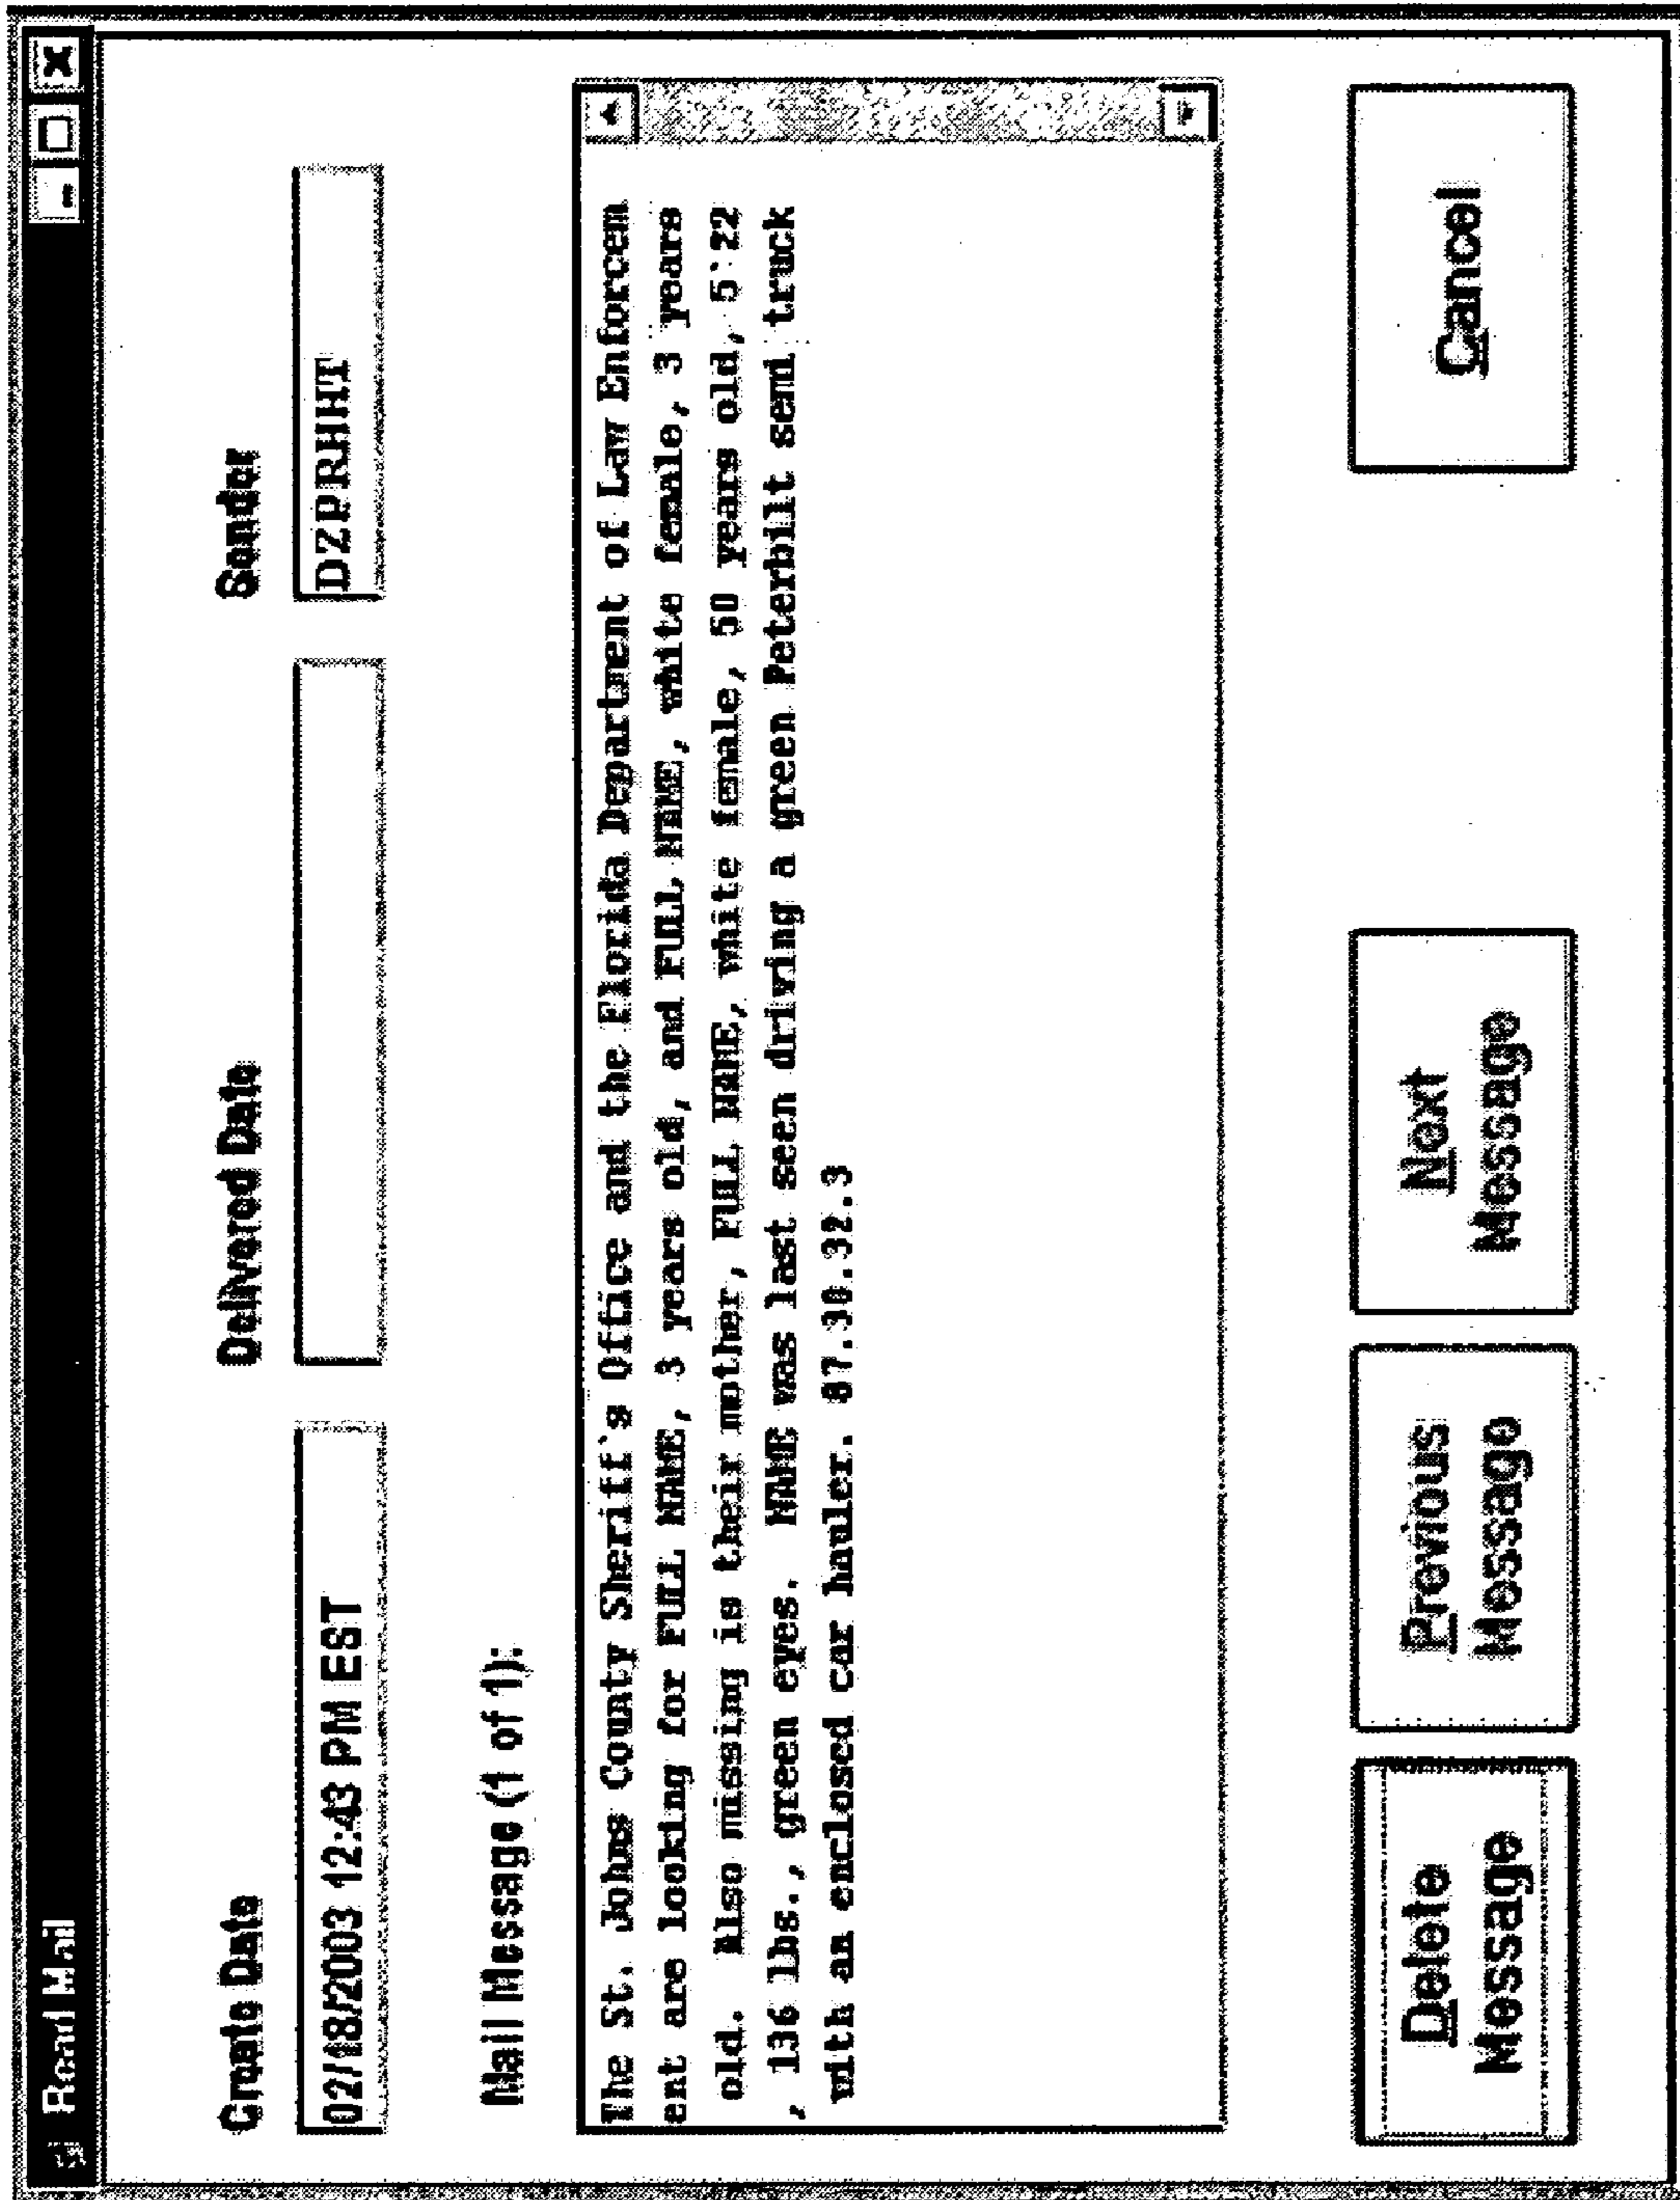 Read Mail
Create Date Delivered Date Sender
02/18/2003 12:43 PM EST DZPRHHT
Mail Message (1 of 1):
The St. Johns County Sheriff's Office and the Florida Department of Law Enforcem
ent are looking for FULL NAME, 3 years old, and FULL NAME, white female, 3 years
old. Also missing is their mother, FULL NAME, white female, 50 years old, 5'22
, 136 lbs., green eyes. NAME was last seen driving a green Peterbilt semi truck
with an enclosed car hauler. 87.30.32.3
Delete Message
Previous Message
Next Message
Cancel